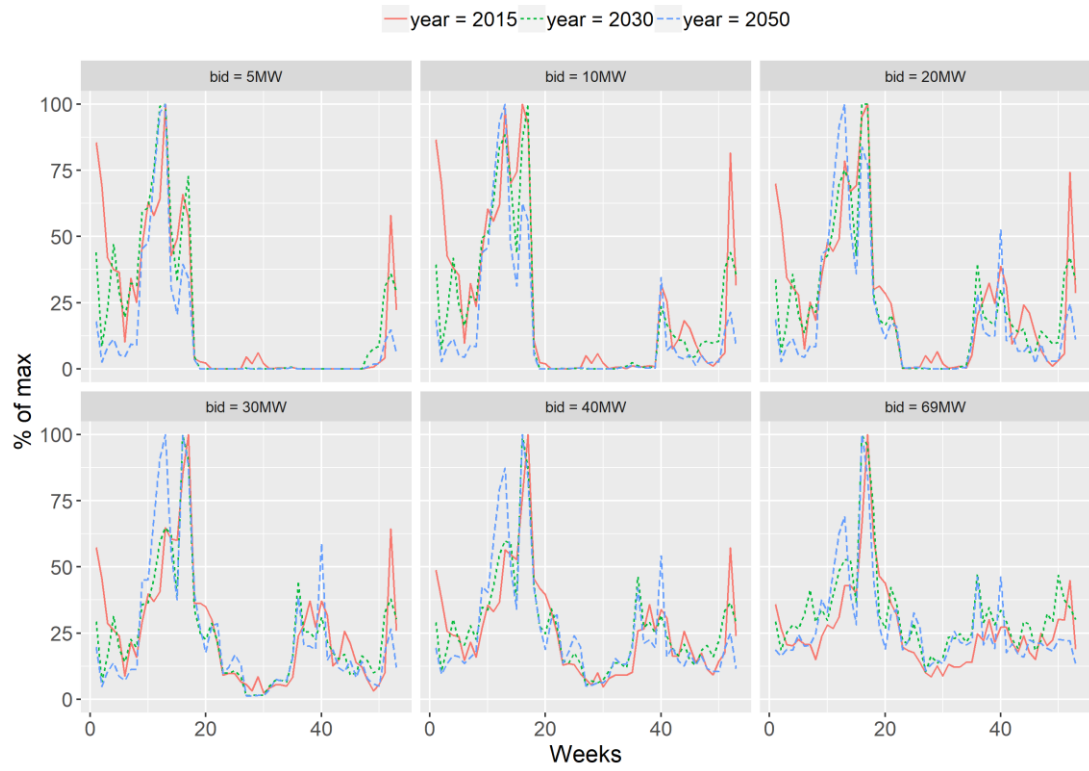 year = 2015 year = 2030 year = 2050
bid = 5MW bid = 10MW bid = 20MW
100
75
50
25
0
bid = 30MW bid = 40MW bid = 69MW
100
75
50
25
0
% of max
0 20 40 0 20 40 0 20 40
Weeks